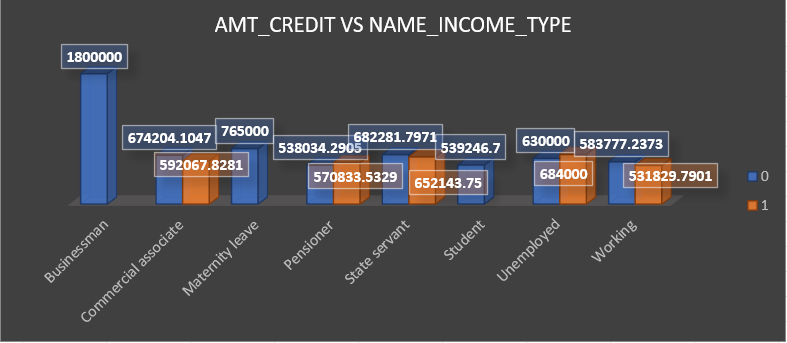 AMT_CREDIT VS NAME_INCOME_TYPE
1800000
674204.1047
592067.8281
765000
538034.2905
570833.5329
682281.7971
652143.75
539246.7
630000
684000
583777.2373
531829.7901
0
1
Businessman
Commercial associate
Maternity leave
Pensioner
State servant
Student
Unemployed
Working